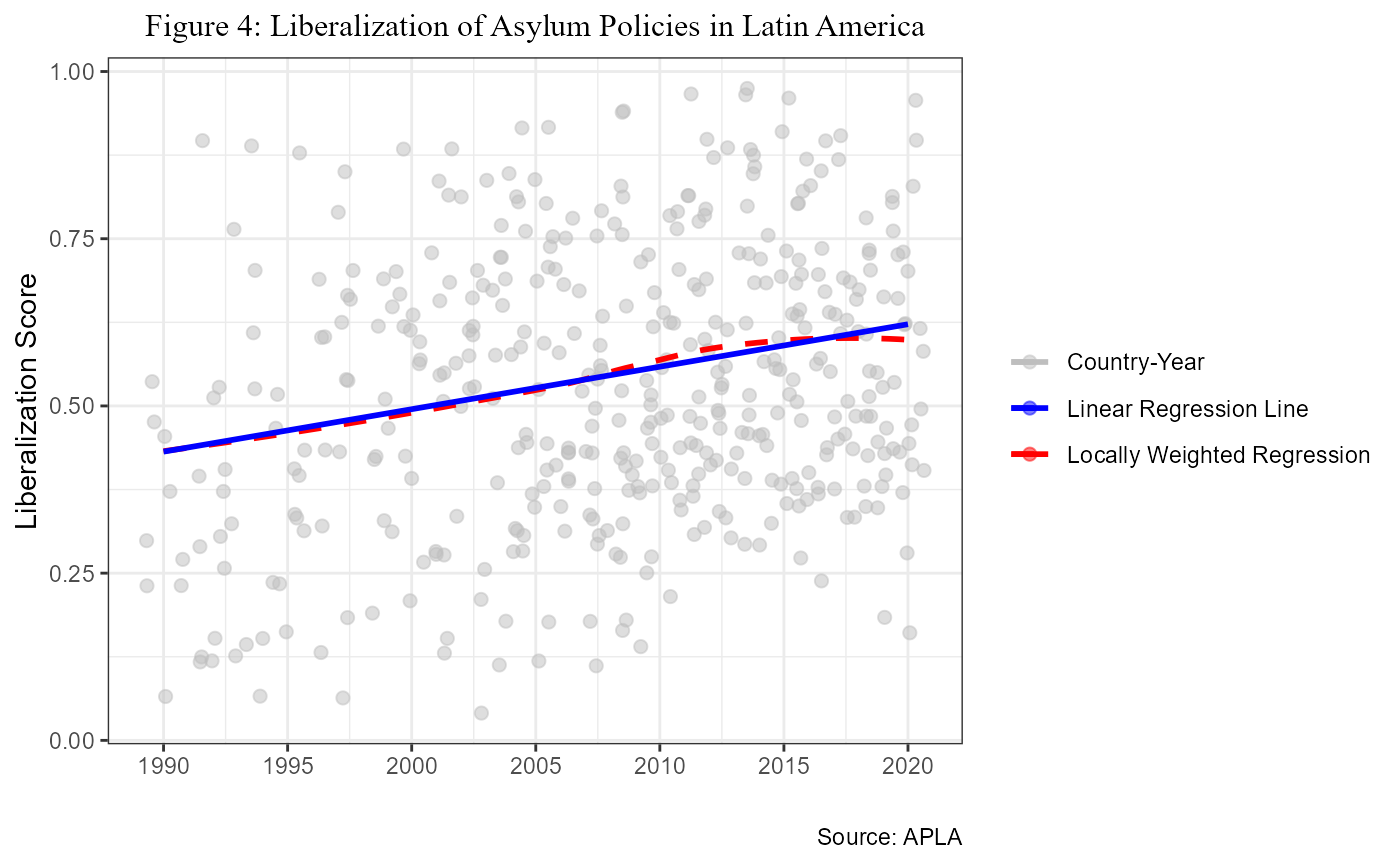 Figure 4: Liberalization of Asylum Policies in Latin America
Liberalization Score
1.00
0.75
0.50
0.25
0.00
1990
1995
2000
2005
2010
2015
2020
Country-Year
Linear Regression Line
Locally Weighted Regression
Source: APLA